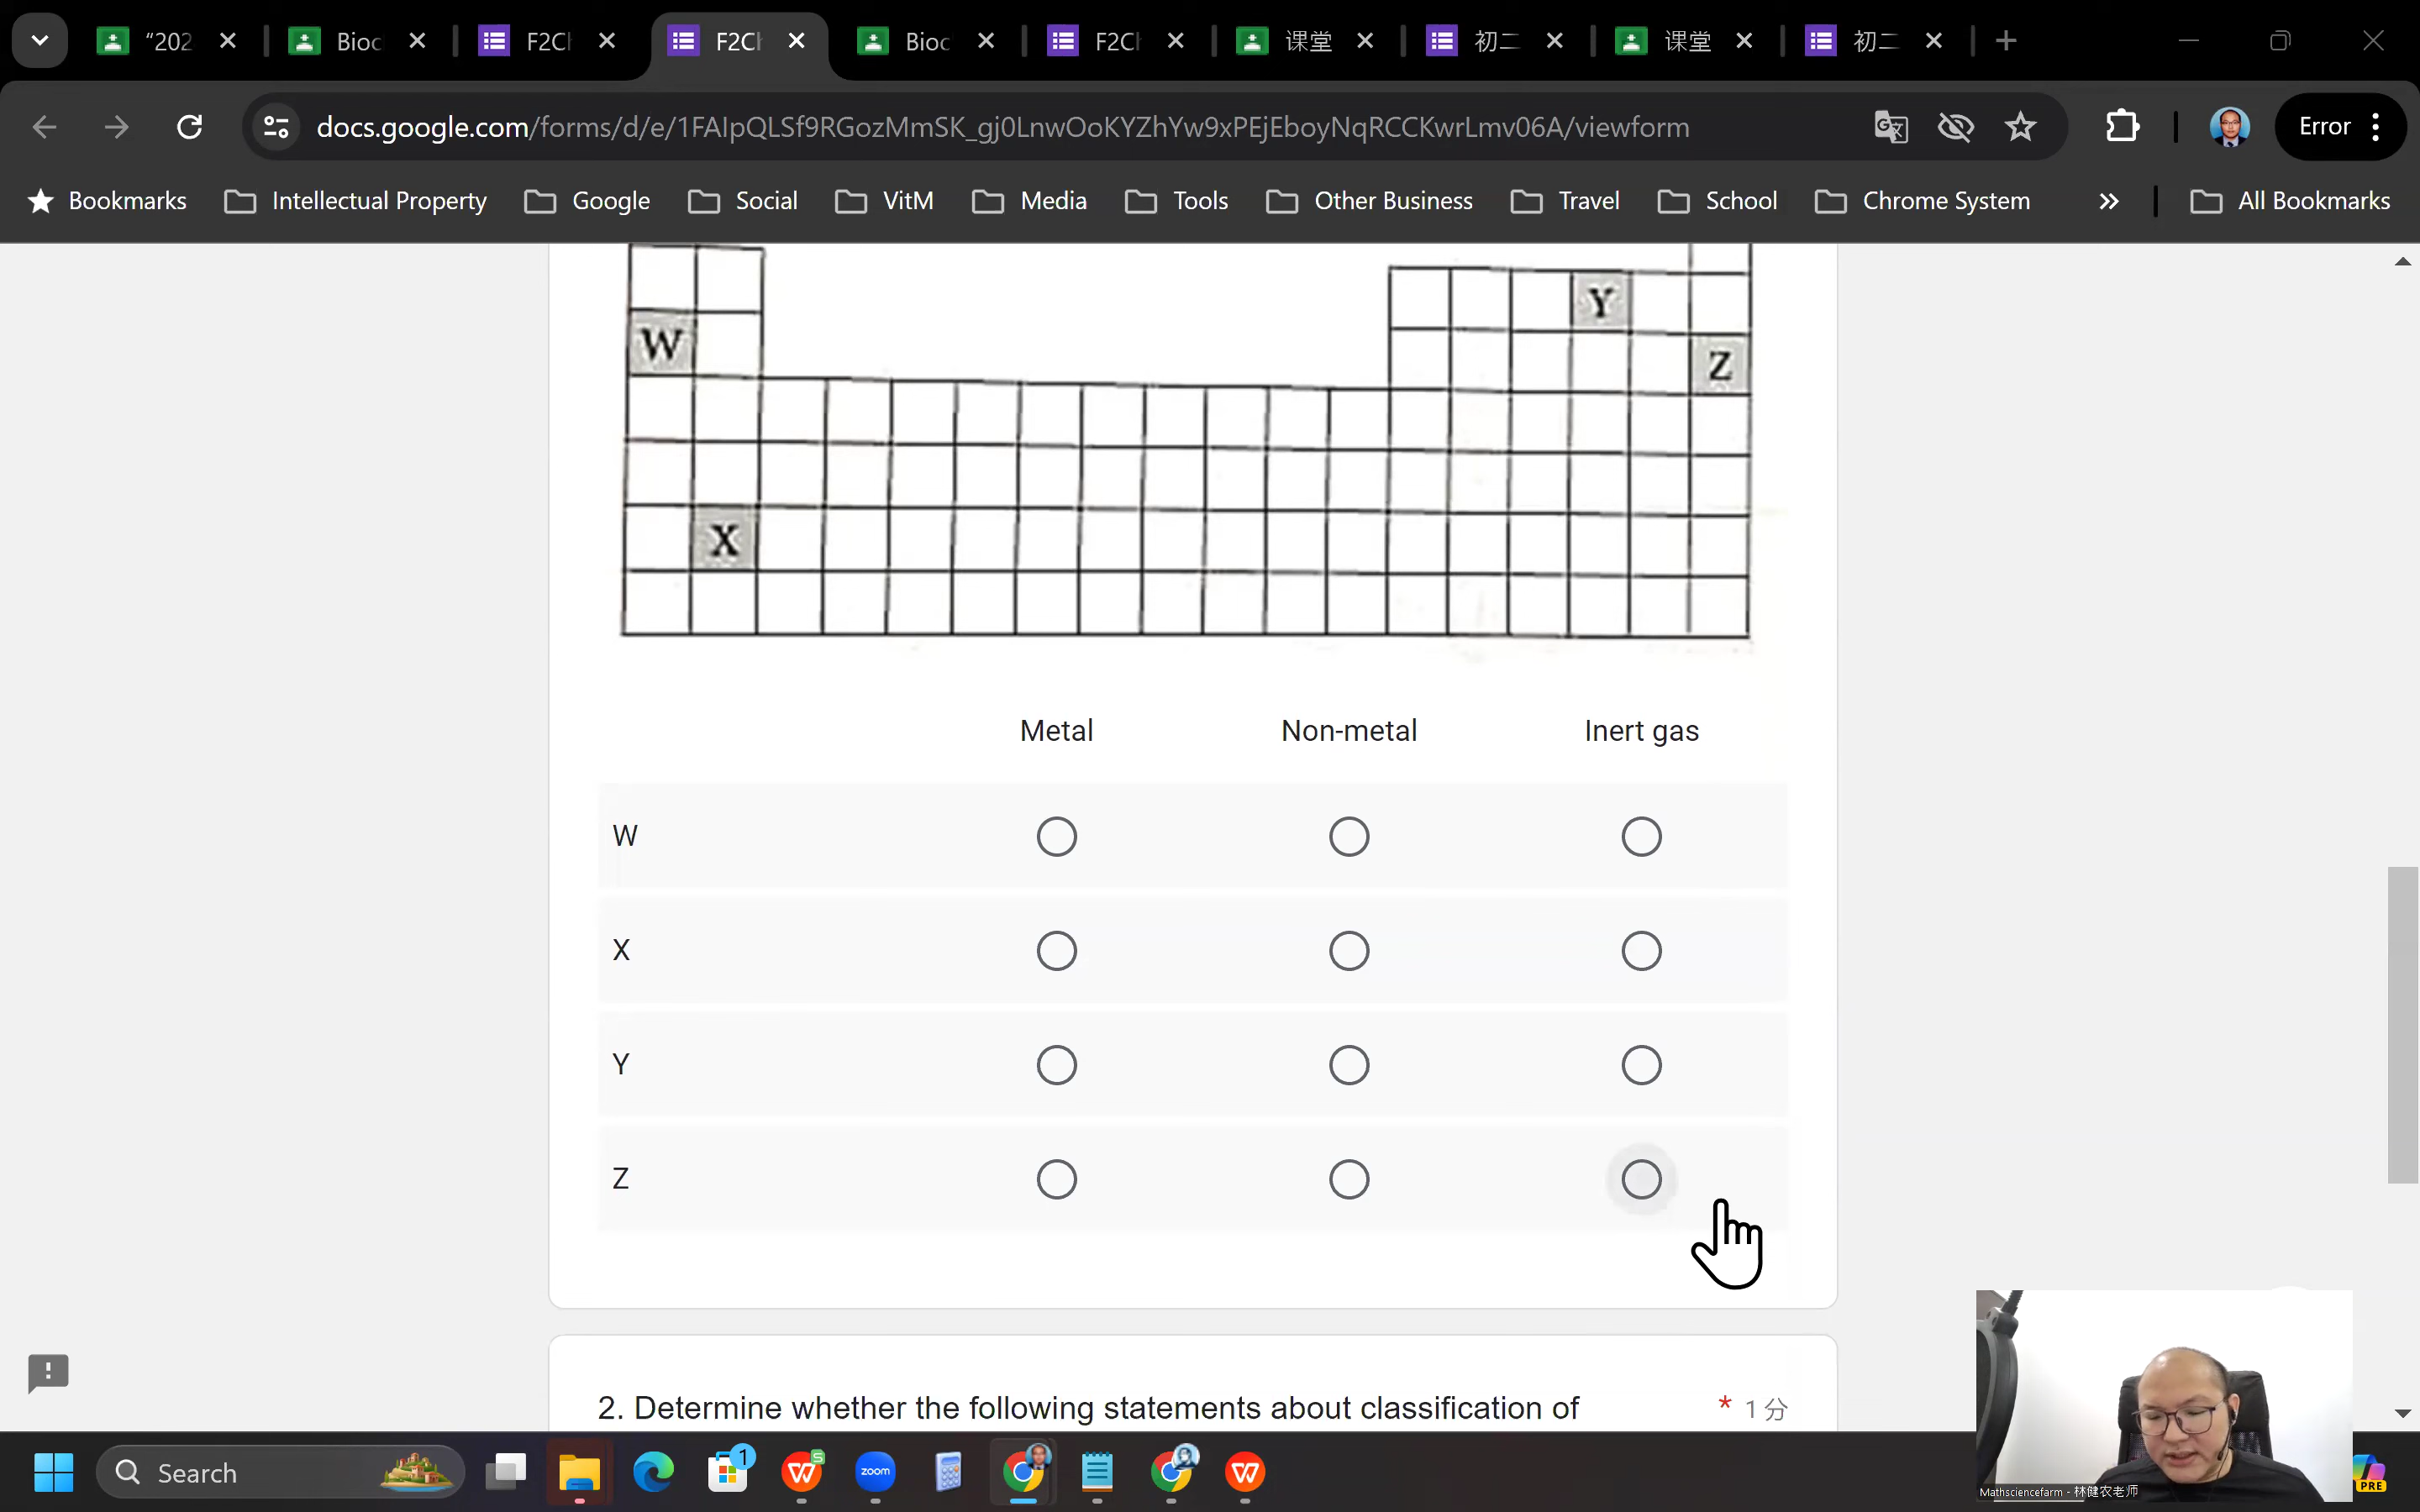 “202
Bioc
F2Cl
F2Cl
Bioc
F2Cl
课堂
初二
课堂
初二
docs.google.com/forms/d/e/1FAIpQLSf9RGozMmSK_gj0LnwOoKYZhYw9xPEjEboyNqRCCKwrLmv06A/viewform
Error
Bookmarks
Intellectual Property
Google
Social
VitM
Media
Tools
Other Business
Travel
School
Chrome System
All Bookmarks
Y
W
Z
X
Metal Non-metal Inert gas
W
X
Y
Z
2. Determine whether the following statements about classification of * 1 分
Search
1
zoom
PRE
Mathsciencefarm - 林健农老师